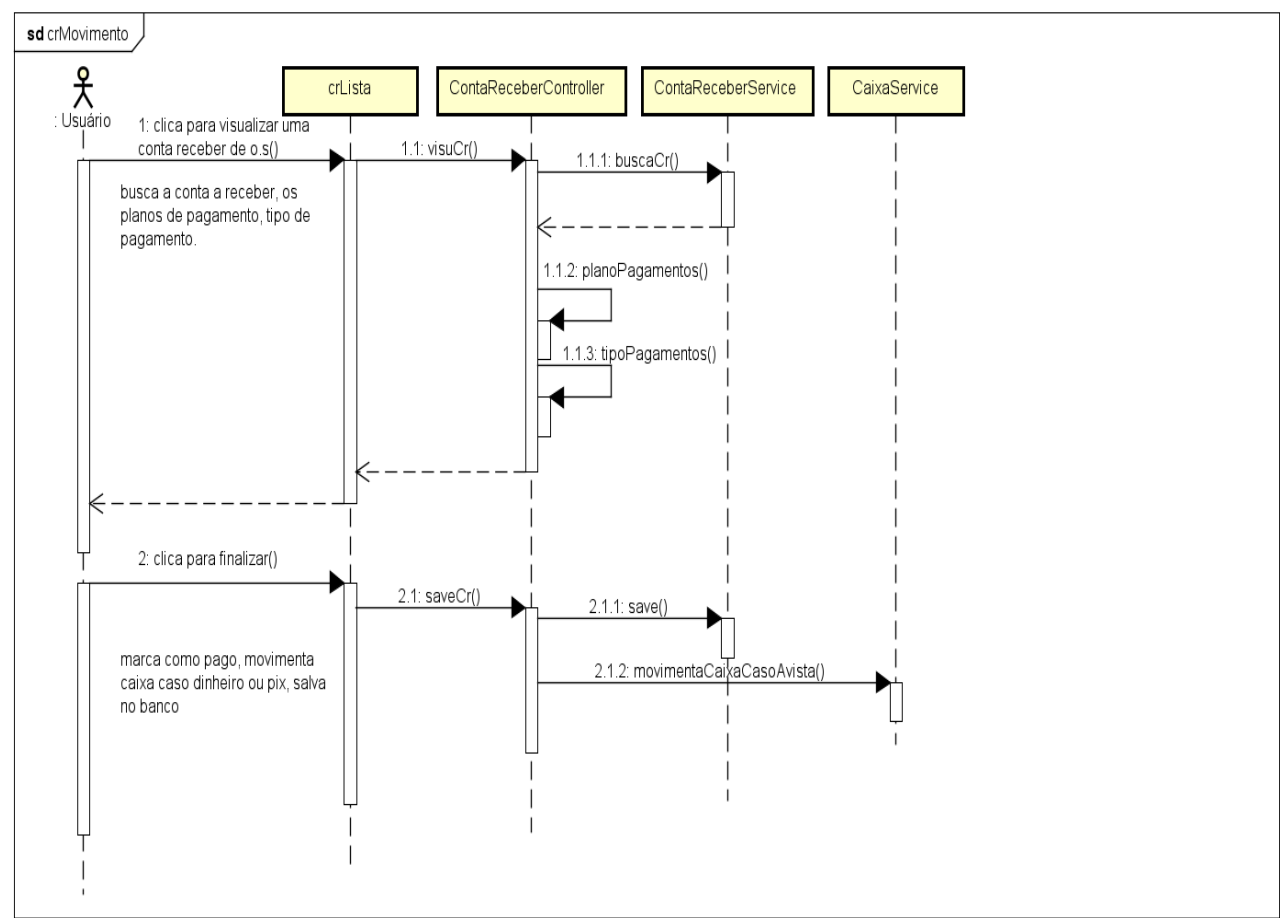 sd crMovimento
: Usuário
crLista
ContaReceberController
ContaReceberService
CaixaService
1: clica para visualizar uma
conta receber de o.s()
1.1: visuCr()
1.1.1: buscaCr()
busca a conta a receber, os
planos de pagamento, tipo de
pagamento.
1.1.2: planoPagamentos()
1.1.3: tipoPagamentos()
2: clica para finalizar()
2.1: saveCr()
2.1.1: save()
marca como pago, movimenta
caixa caso dinheiro ou pix, salva
no banco
2.1.2: movimentaCaixaCasoAvista()